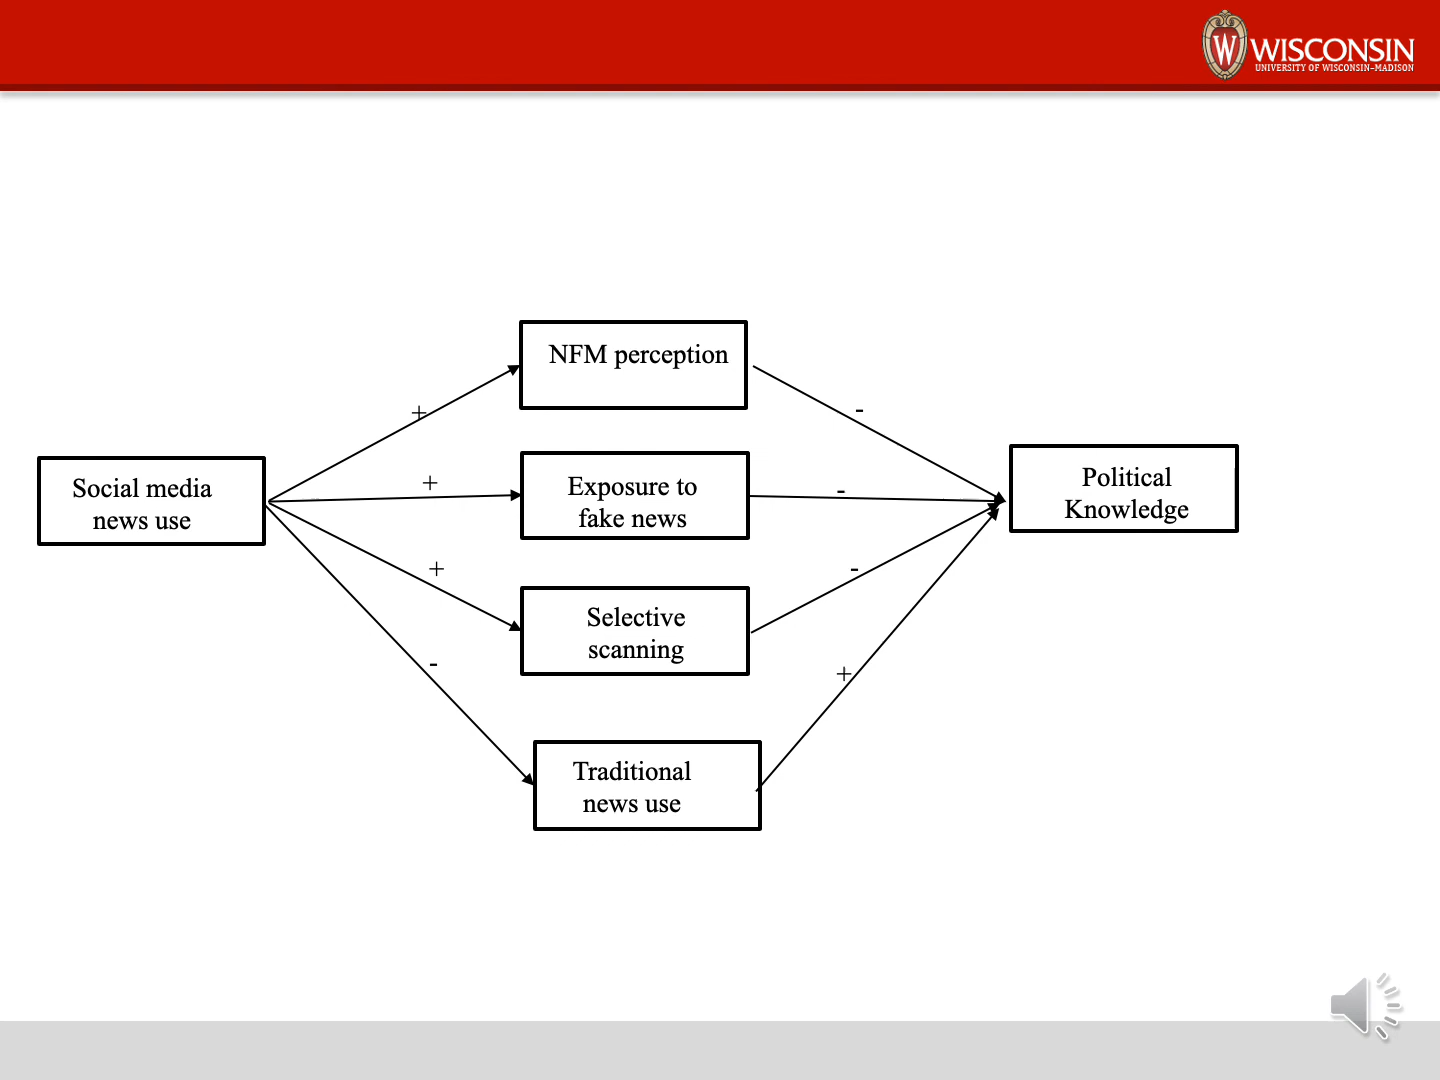 WISCONSIN
UNIVERSITY OF WISCONSIN–MADISON
NFM perception
+
-
Social media
news use
+
Exposure to
fake news
-
Political
Knowledge
+
Selective
scanning
-
-
+
Traditional
news use